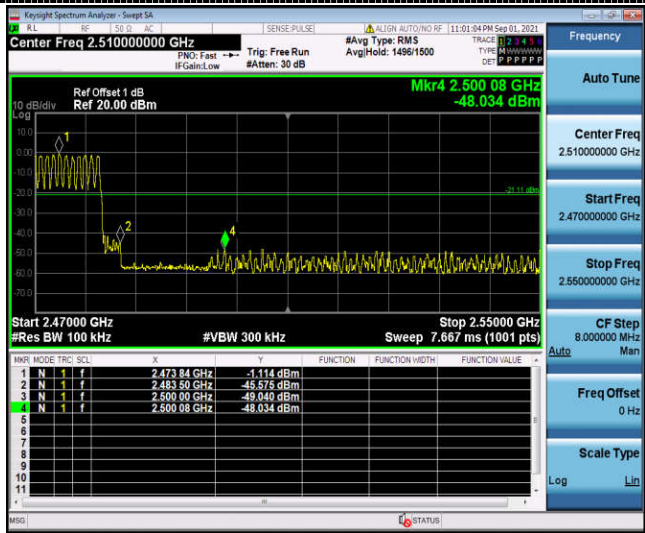 Keysight Spectrum Analyzer - Swept SA
RL RF 50 Ω AC SENSE:PULSE ALIGN AUTO/NO RF 11:01:04 PM Sep 01, 2021
Center Freq 2.510000000 GHz #Avg Type: RMS TRACE 1 2 3 4 5 6
PNO: Fast Trig: Free Run Avg|Hold: 1496/1500 TYPE M W W W W W
IFGain:Low #Atten: 30 dB DET P P P P P P
Ref Offset 1 dB Mkr4 2.500 08 GHz
10 dB/div Ref 20.00 dBm -48.034 dBm
Log
10.0
0.00
-10.0
-20.0
-30.0
-40.0
-50.0
-60.0
-70.0
1
2
4
-21.11 dBm
Start 2.47000 GHz Stop 2.55000 GHz
#Res BW 100 kHz #VBW 300 kHz Sweep 7.667 ms (1001 pts)
MKR MODE TRC SCL X Y FUNCTION FUNCTION WIDTH FUNCTION VALUE
1 N 1 f 2.473 84 GHz -1.114 dBm
2 N 1 f 2.483 50 GHz -45.575 dBm
3 N 1 f 2.500 00 GHz -49.040 dBm
4 N 1 f 2.500 08 GHz -48.034 dBm
5
6
7
8
9
10
11
MSG STATUS
Frequency
Auto Tune
Center Freq
2.510000000 GHz
Start Freq
2.470000000 GHz
Stop Freq
2.550000000 GHz
CF Step
8.000000 MHz
Auto Man
Freq Offset
0 Hz
Scale Type
Log Lin